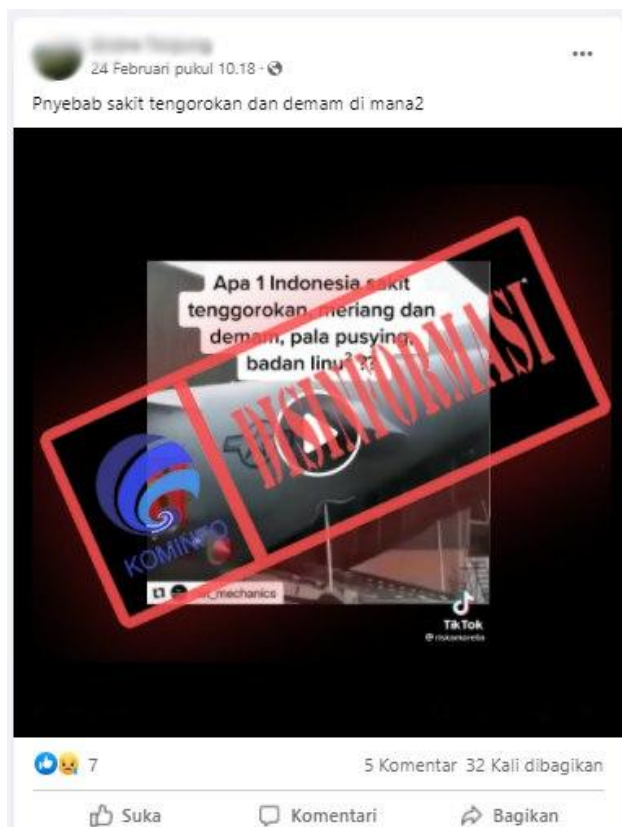 24 Februari pukul 10.18 ·
Pnyebab sakit tengorokan dan demam di mana2
Apa 1 Indonesia sakit
tenggorokan, meriang dan
demam, pala pusying,
badan linu² ??
DISINFORMASI
KOMINFO
mechanics
TikTok
7
5 Komentar 32 Kali dibagikan
Suka
Komentari
Bagikan